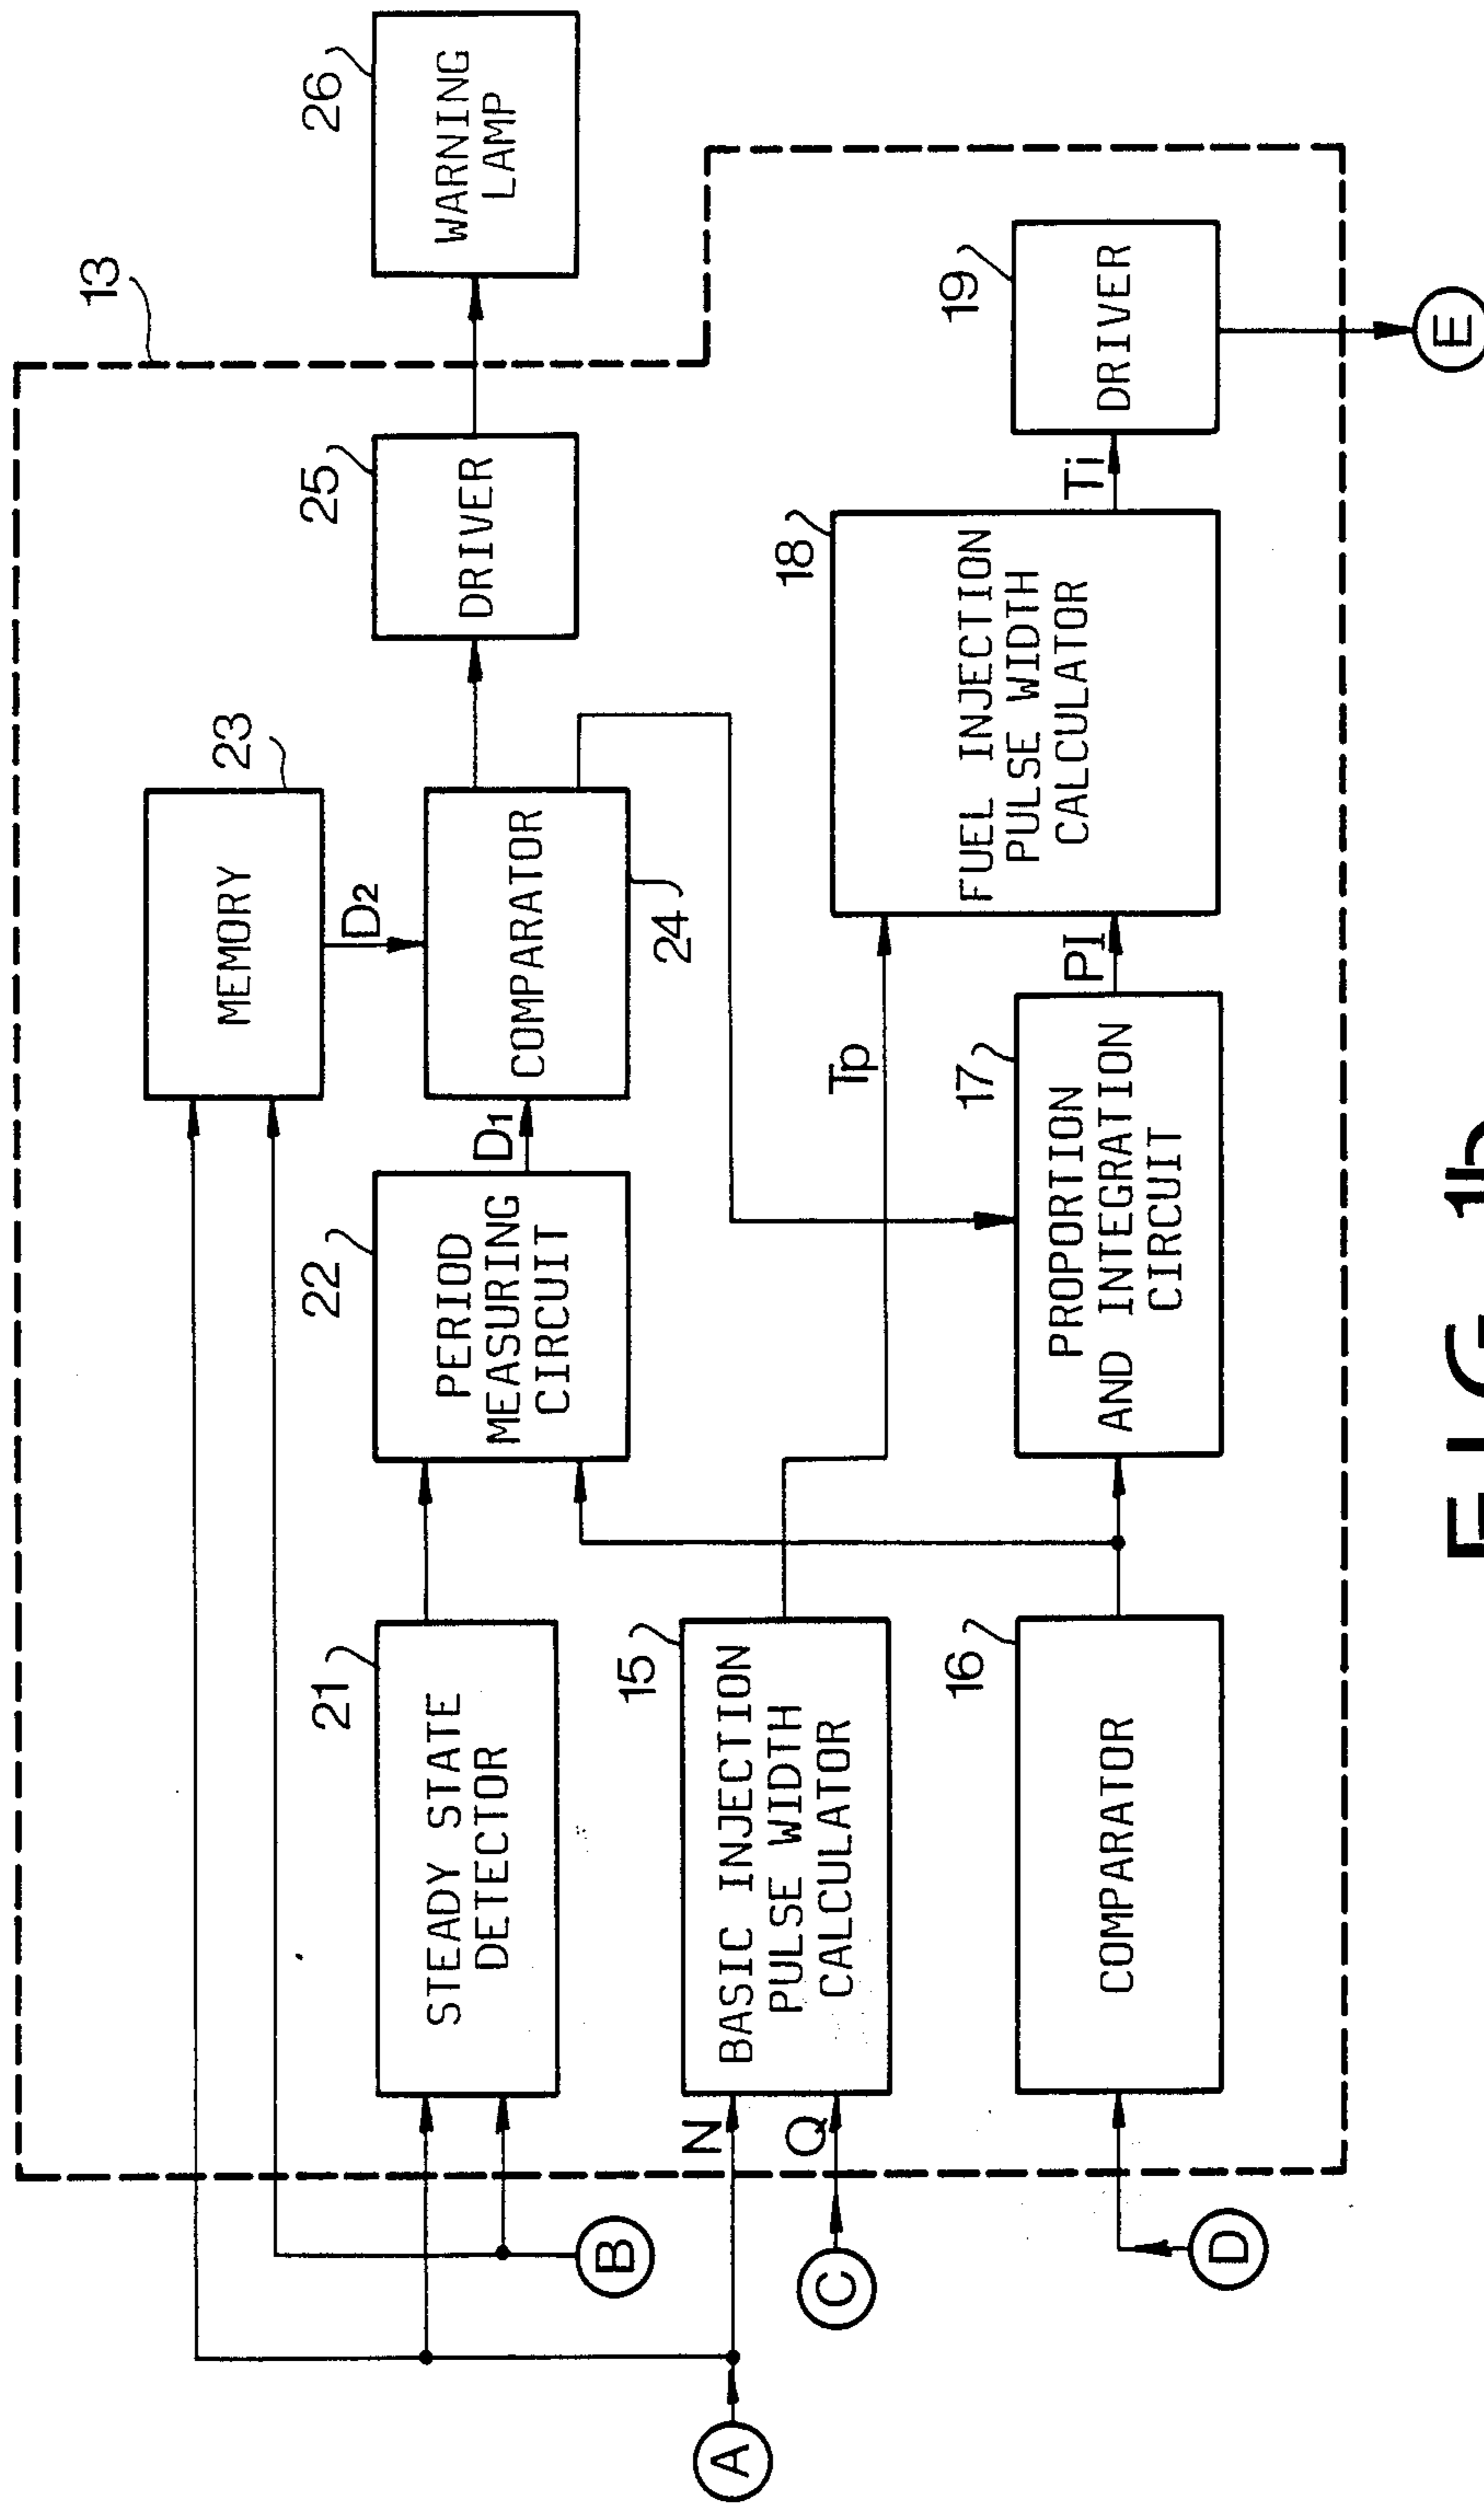 13
26
WARNING
LAMP
25
DRIVER
23
MEMORY
D2
COMPARATOR
24
D1
22
PERIOD
MEASURING
CIRCUIT
21
STEADY STATE
DETECTOR
15
BASIC INJECTION
PULSE WIDTH
CALCULATOR
N
Q
Tp
16
COMPARATOR
17
PROPORTION
AND INTEGRATION
CIRCUIT
PI
18
FUEL INJECTION
PULSE WIDTH
CALCULATOR
Ti
19
DRIVER
A
B
C
D
E